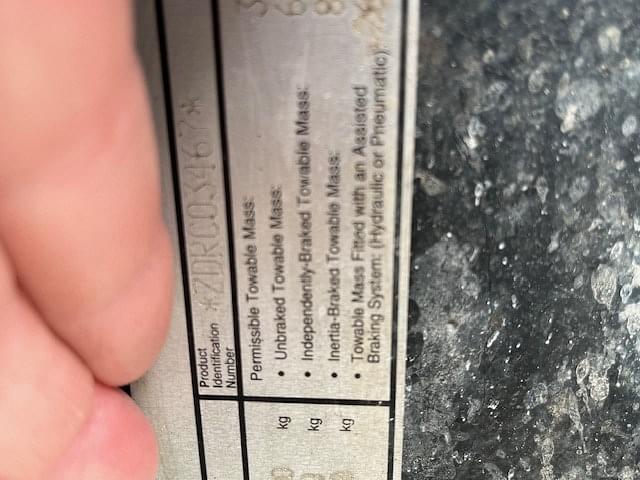 Product
Identification
Number
*2DRC03467*
Permissible Towable Mass:
• Unbraked Towable Mass:
• Independently-Braked Towable Mass:
• Inertia-Braked Towable Mass:
• Towable Mass Fitted with an Assisted
Braking System: (Hydraulic or Pneumatic):
kg
kg
kg